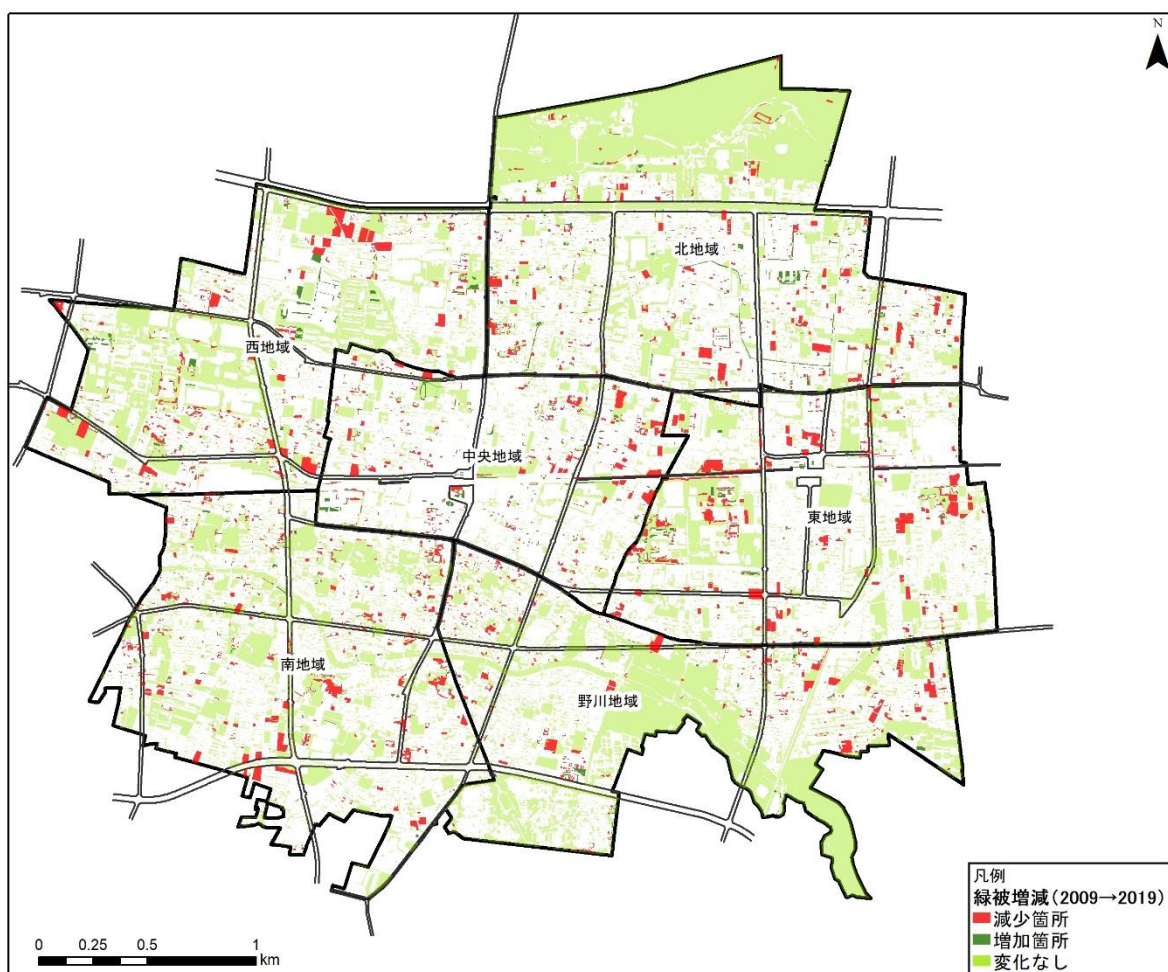 N
北地域
西地域
中央地域
東地域
南地域
野川地域
凡例
緑被増減(2009→2019)
減少箇所
増加箇所
変化なし
0 0.25 0.5 1
km